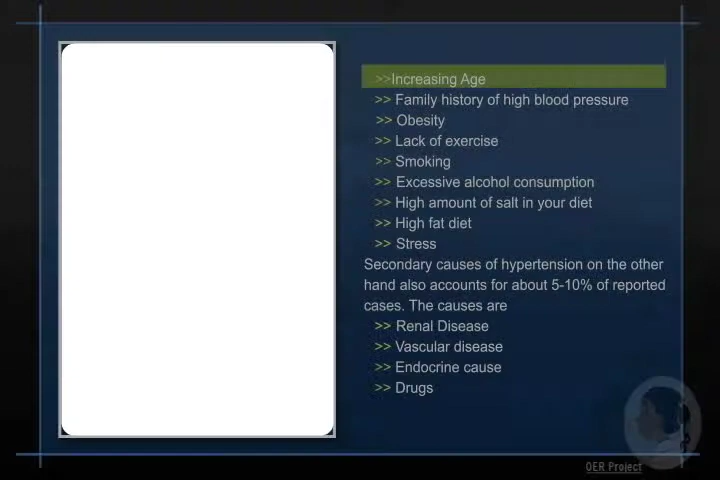 >>Increasing Age
>> Family history of high blood pressure
>> Obesity
>> Lack of exercise
>> Smoking
>> Excessive alcohol consumption
>> High amount of salt in your diet
>> High fat diet
>> Stress
Secondary causes of hypertension on the other
hand also accounts for about 5-10% of reported
cases. The causes are
>> Renal Disease
>> Vascular disease
>> Endocrine cause
>> Drugs
OER Project